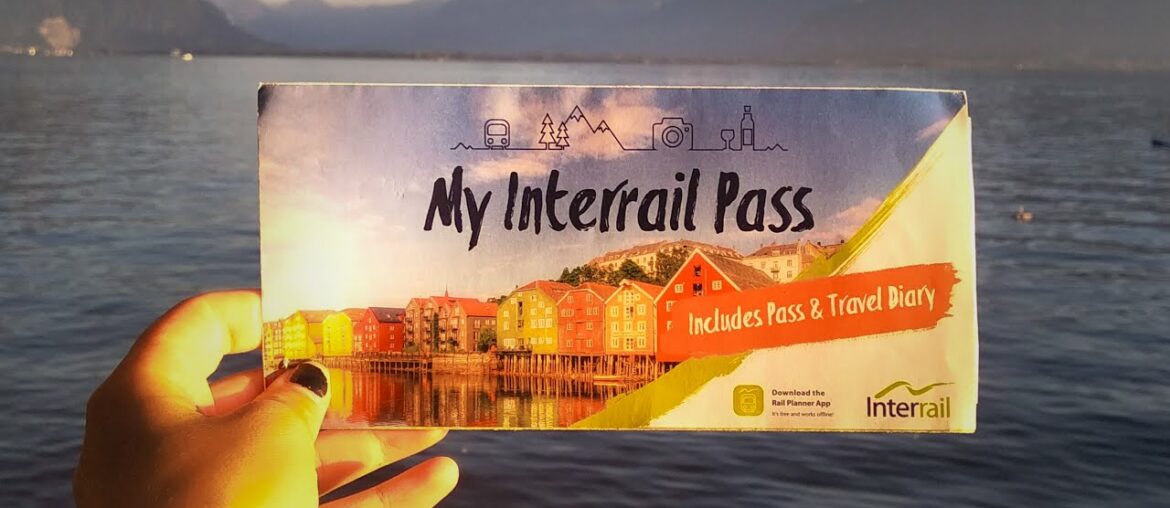 My Interrail Pass
Includes Pass & Travel Diary
Download the
Rail Planner App
It's free and works offline!
Interrail